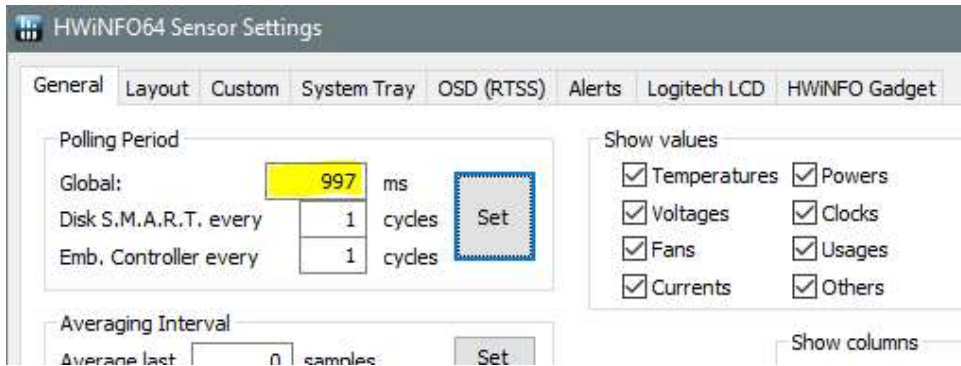 HWiNFO64 Sensor Settings
General Layout Custom System Tray OSD (RTSS) Alerts Logitech LCD HWiNFO Gadget
Polling Period
Global: 997 ms
Disk S.M.A.R.T. every 1 cycles
Emb. Controller every 1 cycles
Set
Show values
Temperatures Powers
Voltages Clocks
Fans Usages
Currents Others
Averaging Interval
Average last 0 samples Set
Show columns